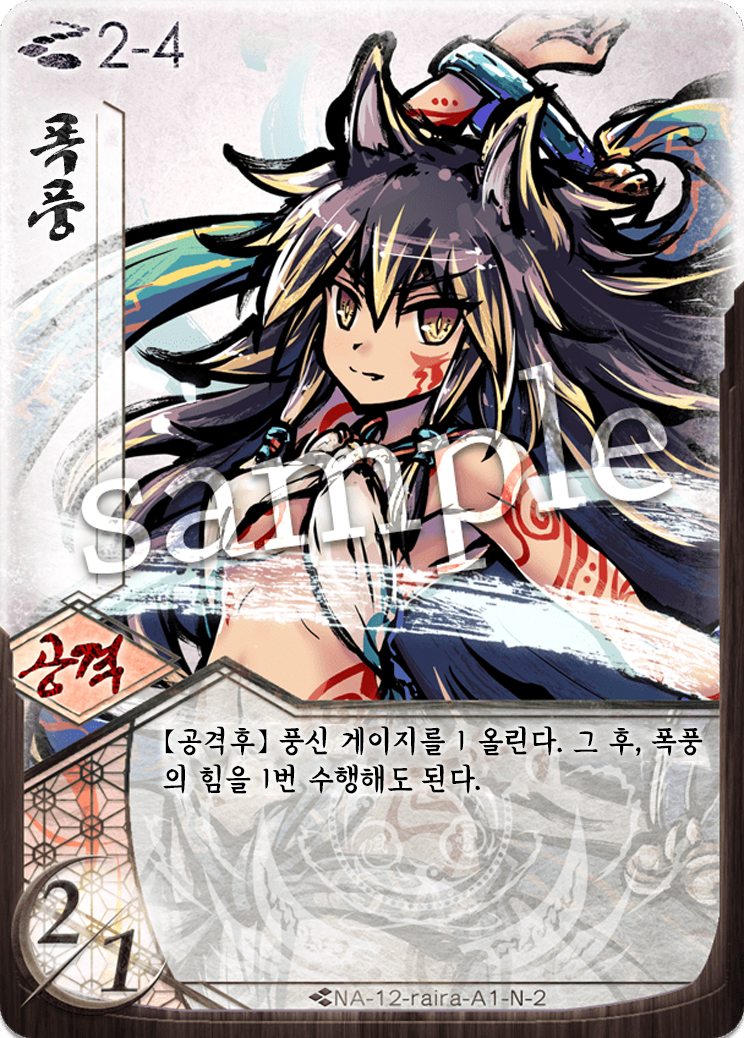 2-4
폭풍
sample
공격
【공격후】 풍신 게이지를 1 올린다. 그 후, 폭풍
의 힘을 1번 수행해도 된다.
2/1
NA-12-raira-A1-N-2